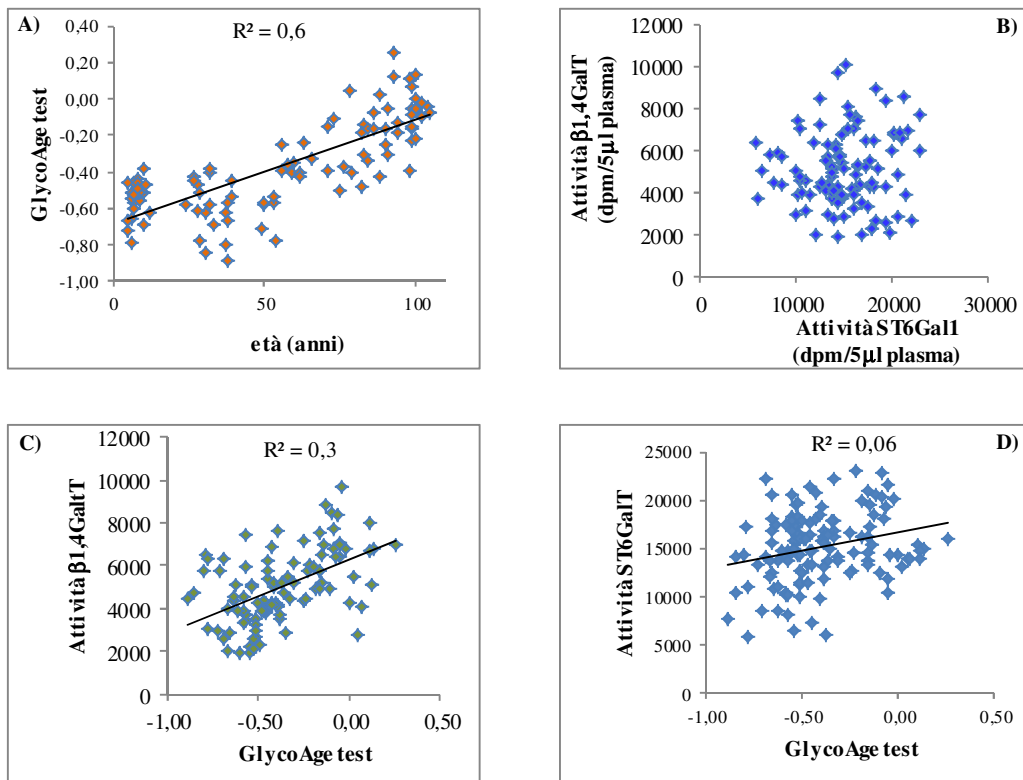 A)
R² = 0,6
0,40
0,20
0,00
-0,20
-0,40
-0,60
-0,80
-1,00
0
50
100
GlycoAge test
età (anni)
B)
12000
10000
8000
6000
4000
2000
0
0
10000
20000
30000
Attività β1,4GalT
(dpm/5μl plasma)
Attività ST6Gal1
(dpm/5μl plasma)
C)
R² = 0,3
12000
10000
8000
6000
4000
2000
0
-1,00
-0,50
0,00
0,50
Attività β1,4GaltT
GlycoAge test
D)
R² = 0,06
25000
20000
15000
10000
5000
0
-1,00
-0,50
0,00
0,50
Attività ST6GalT
GlycoAge test